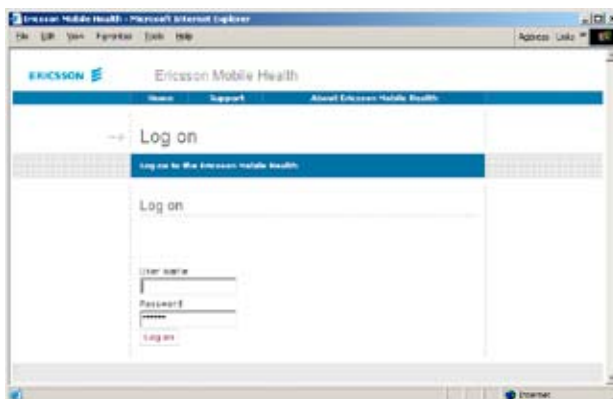 Ericsson Mobile Health - Microsoft Internet Explorer
File Edit View Favorites Tools Help Address Links
ERICSSON Ericsson Mobile Health
Home Support About Ericsson Mobile Health
Log on
Log on to the Ericsson Mobile Health
Log on
User name
Password
••••••
Log on
Internet